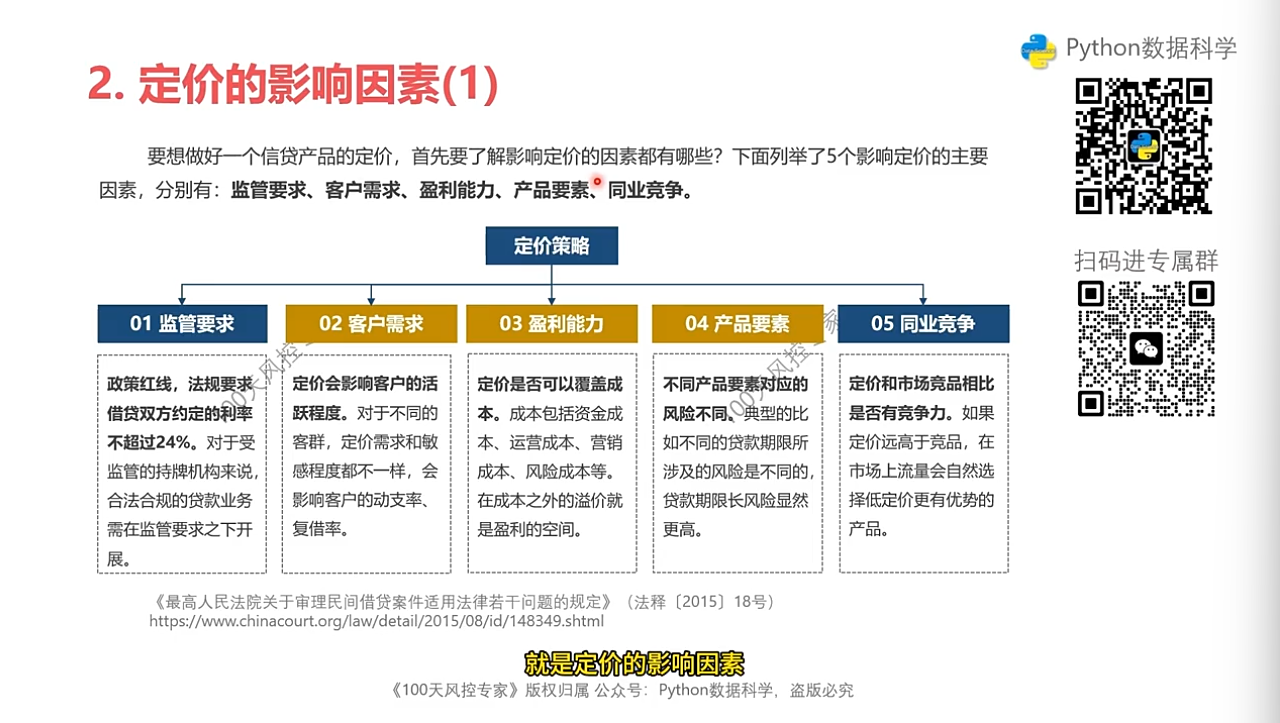 Python数据科学
2. 定价的影响因素(1)
要想做好一个信贷产品的定价，首先要了解影响定价的因素都有哪些？下面列举了5个影响定价的主要
因素，分别有：监管要求、客户需求、盈利能力、产品要素、同业竞争。
扫码进专属群
定价策略
01 监管要求
政策红线，法规要求
借贷双方约定的利率
不超过24%。对于受
监管的持牌机构来说，
合法合规的贷款业务
需在监管要求之下开
展。
02 客户需求
定价会影响客户的活
跃程度。对于不同的
客群，定价需求和敏
感程度都不一样，会
影响客户的动支率、
复借率。
03 盈利能力
定价是否可以覆盖成
本。成本包括资金成
本、运营成本、营销
成本、风险成本等。
在成本之外的溢价就
是盈利的空间。
04 产品要素
不同产品要素对应的
风险不同。典型的比
如不同的贷款期限所
涉及的风险是不同的，
贷款期限长风险显然
更高。
05 同业竞争
定价和市场竞品相比
是否有竞争力。如果
定价远高于竞品，在
市场上流量会自然选
择低定价更有优势的
产品。
《最高人民法院关于审理民间借贷案件适用法律若干问题的规定》（法释〔2015〕18号）
https://www.chinacourt.org/law/detail/2015/08/id/148349.shtml
就是定价的影响因素
《100天风控专家》版权归属 公众号：Python数据科学，盗版必究